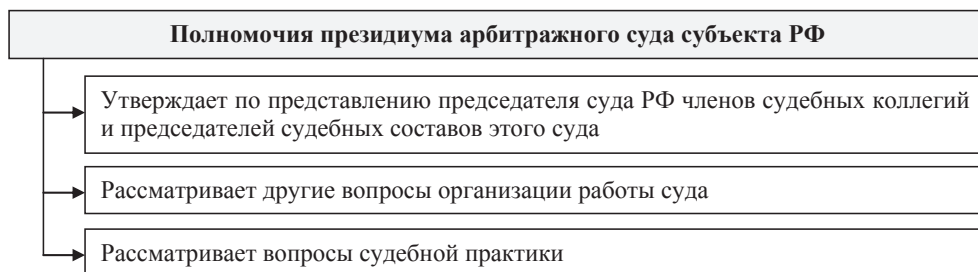 Полномочия президиума арбитражного суда субъекта РФ
Утверждает по представлению председателя суда РФ членов судебных коллегий
и председателей судебных составов этого суда
Рассматривает другие вопросы организации работы суда
Рассматривает вопросы судебной практики